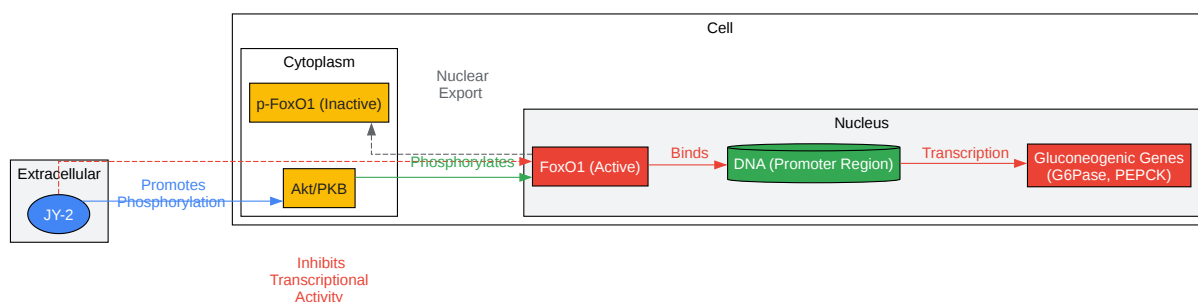 Cell
Cytoplasm
p-FoxO1 (Inactive)
Nuclear
Export
Nucleus
Extracellular
JY-2
Promotes
Phosphorylation
Akt/PKB
Phosphorylates
FoxO1 (Active)
Binds
DNA (Promoter Region)
Transcription
Gluconeogenic Genes
(G6Pase, PEPCK)
Inhibits
Transcriptional
Activity